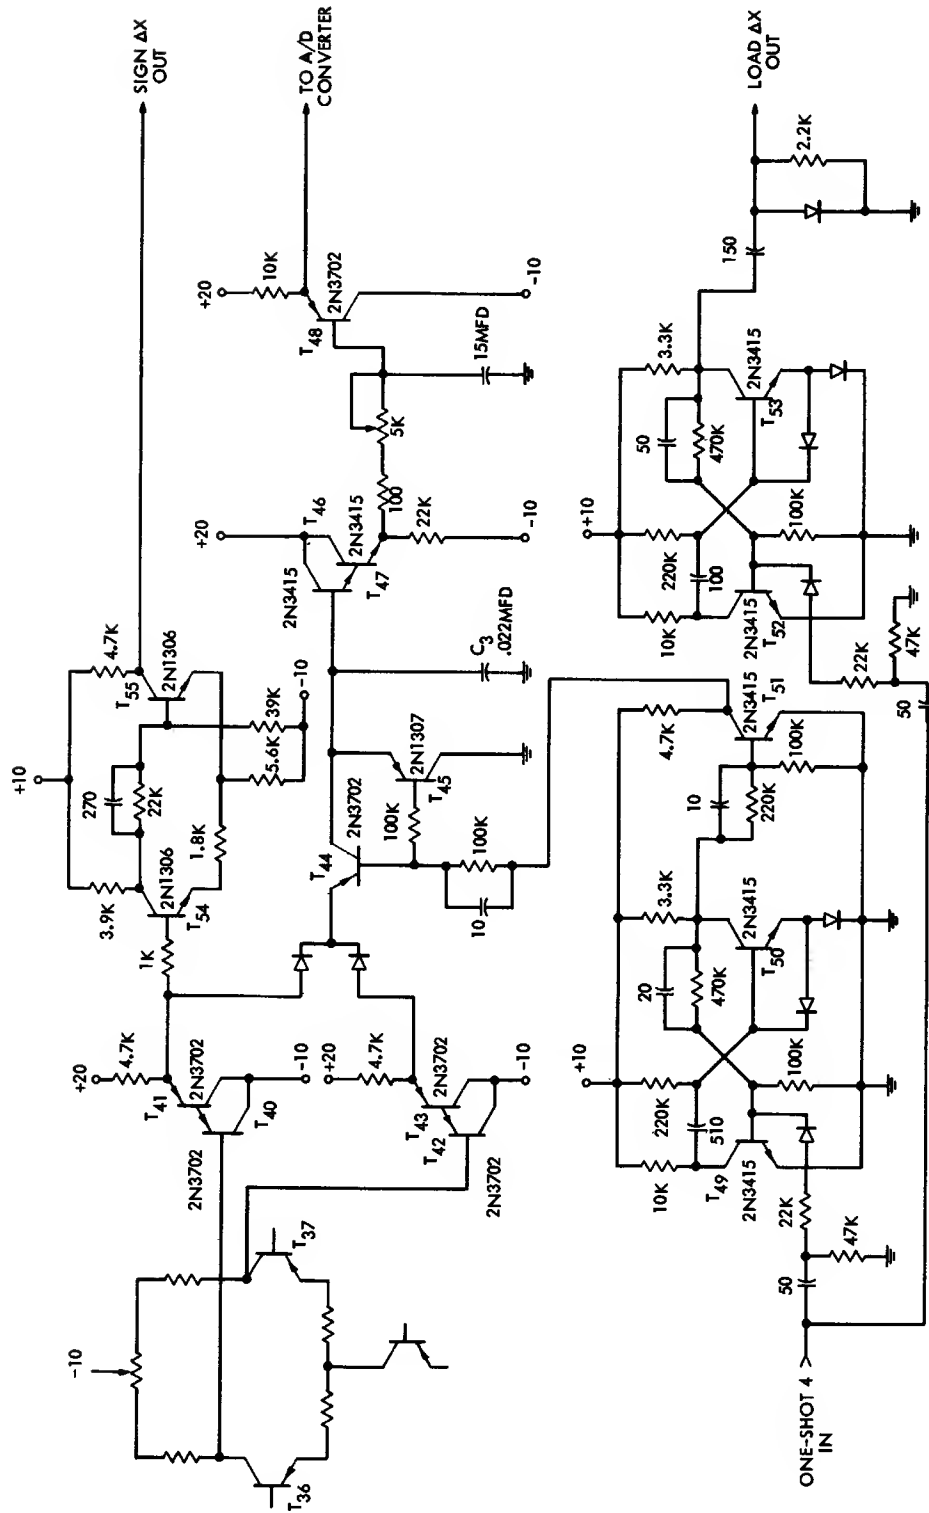 SIGN ΔX
OUT
TO A/D
CONVERTER
LOAD ΔX
OUT
+10
4.7K
T55
2N1306
270
22K
39K
5.6K
-10
3.9K
2N1306
T54
1.8K
1K
+20
10K
2N3702
T48
-10
15MFD
5K
100
+20
T46
2N3415
2N3415
T47
22K
-10
C3
.022MFD
2N1307
T45
100K
2N3702
T44
100K
10
+20
4.7K
2N3702
T41
T40
2N3702
-10
+20
4.7K
2N3702
T43
T42
2N3702
-10
-10
T37
T36
2.2K
150
3.3K
50
470K
2N3415
T53
+10
220K
100
100K
10K
2N3415
T52
22K
47K
50
4.7K
2N3415
T51
10
220K
100K
3.3K
20
470K
2N3415
T50
+10
220K
510
100K
10K
T49
2N3415
22K
47K
50
ONE-SHOT 4
IN